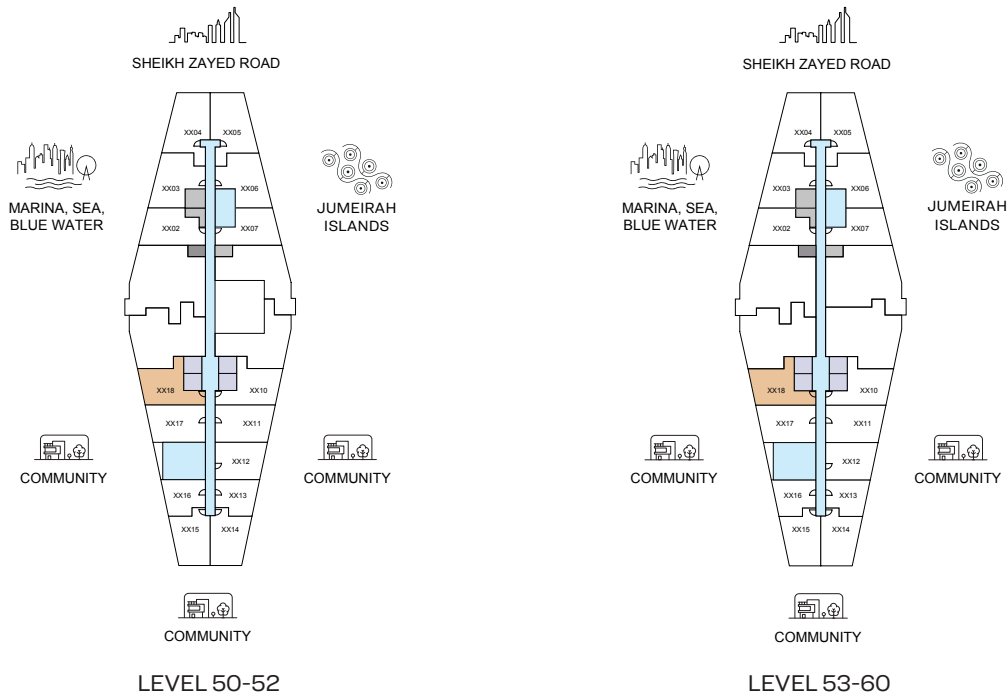 SHEIKH ZAYED ROAD
XX04 XX05
XX03 XX06
MARINA, SEA,
BLUE WATER
JUMEIRAH
ISLANDS
XX02 XX07
XX18 XX10
XX17 XX11
XX12
COMMUNITY
COMMUNITY
XX16 XX13
XX15 XX14
COMMUNITY
LEVEL 50-52
SHEIKH ZAYED ROAD
XX04 XX05
XX03 XX06
MARINA, SEA,
BLUE WATER
JUMEIRAH
ISLANDS
XX02 XX07
XX18 XX10
XX17 XX11
XX12
COMMUNITY
COMMUNITY
XX16 XX13
XX15 XX14
COMMUNITY
LEVEL 53-60